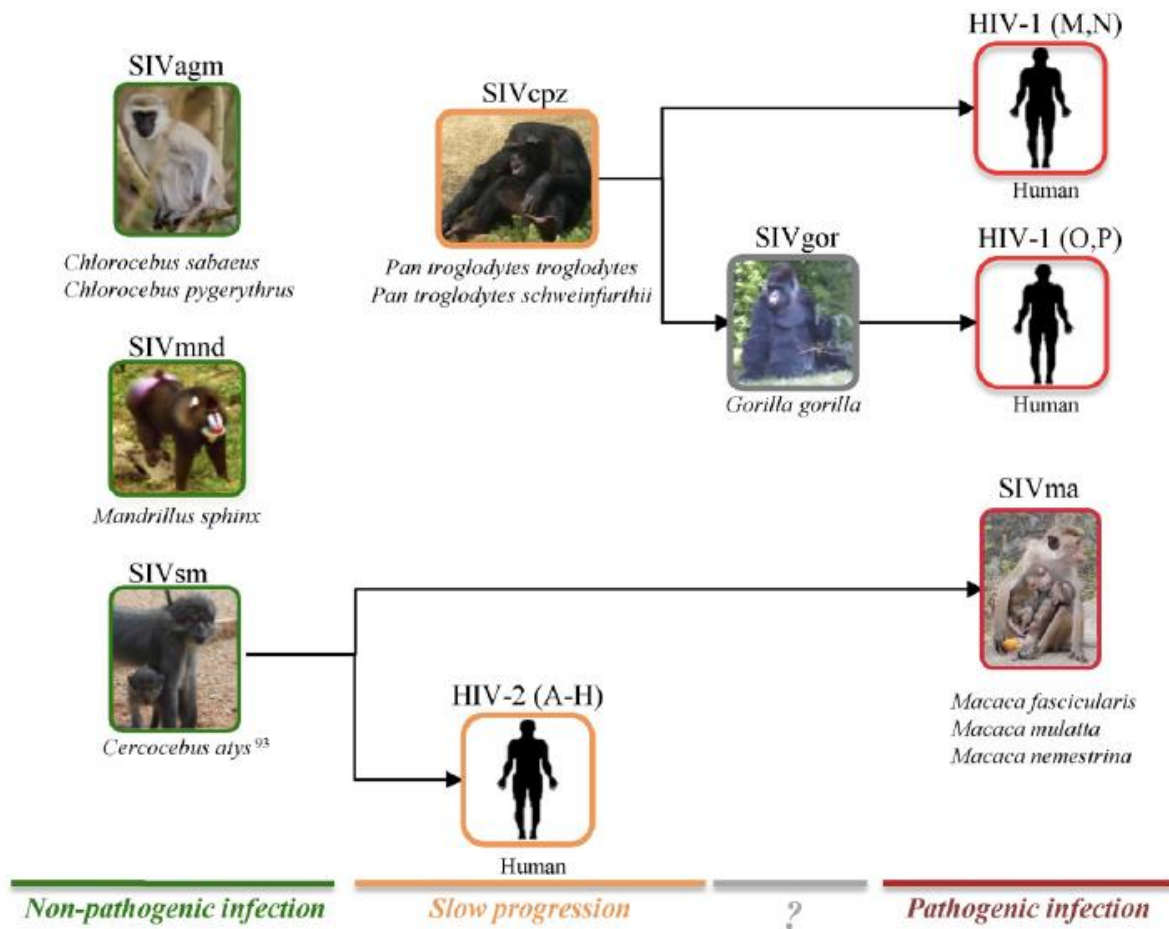 HIV-1 (M,N)
SIVagm
SIVcpz
Human
SIVgor
HIV-1 (O,P)
Chlorocebus sabaeus
Chlorocebus pygerythrus
Pan troglodytes troglodytes
Pan troglodytes schweinfurthii
SIVmnd
Gorilla gorilla
Human
Mandrillus sphinx
SIVma
SIVsm
HIV-2 (A-H)
Cercocebus atys 93
Macaca fascicularis
Macaca mulatta
Macaca nemestrina
Human
Non-pathogenic infection
Slow progression
?
Pathogenic infection